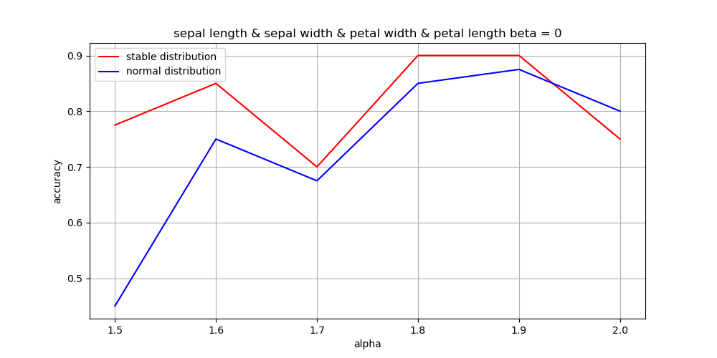 sepal length & sepal width & petal width & petal length beta = 0
stable distribution
normal distribution
accuracy
0.9
0.8
0.7
0.6
0.5
1.5 1.6 1.7 1.8 1.9 2.0
alpha